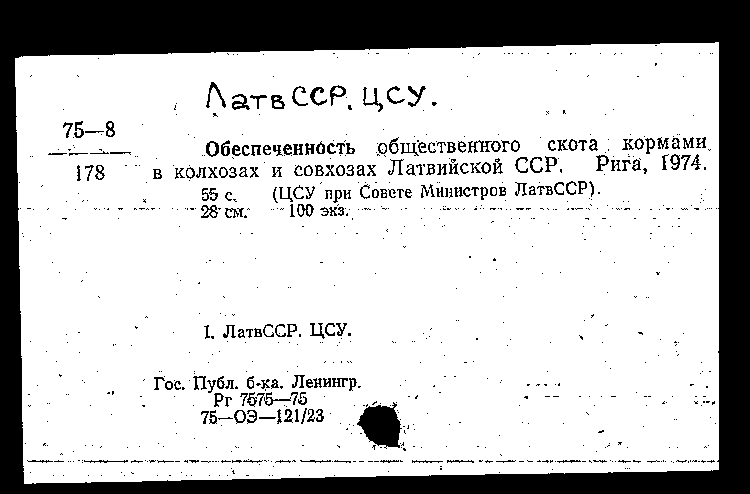 ЛатвССР. ЦСУ.
75—8
178
Обеспеченность общественного скота кормами
в колхозах и совхозах Латвийской ССР. Рига, 1974.
55 с. (ЦСУ при Совете Министров ЛатвССР).
28 см. 100 экз.
I. ЛатвССР. ЦСУ.
Гос. Публ. б-ка. Ленингр.
Рг 7575—75
75—ОЭ—121/23